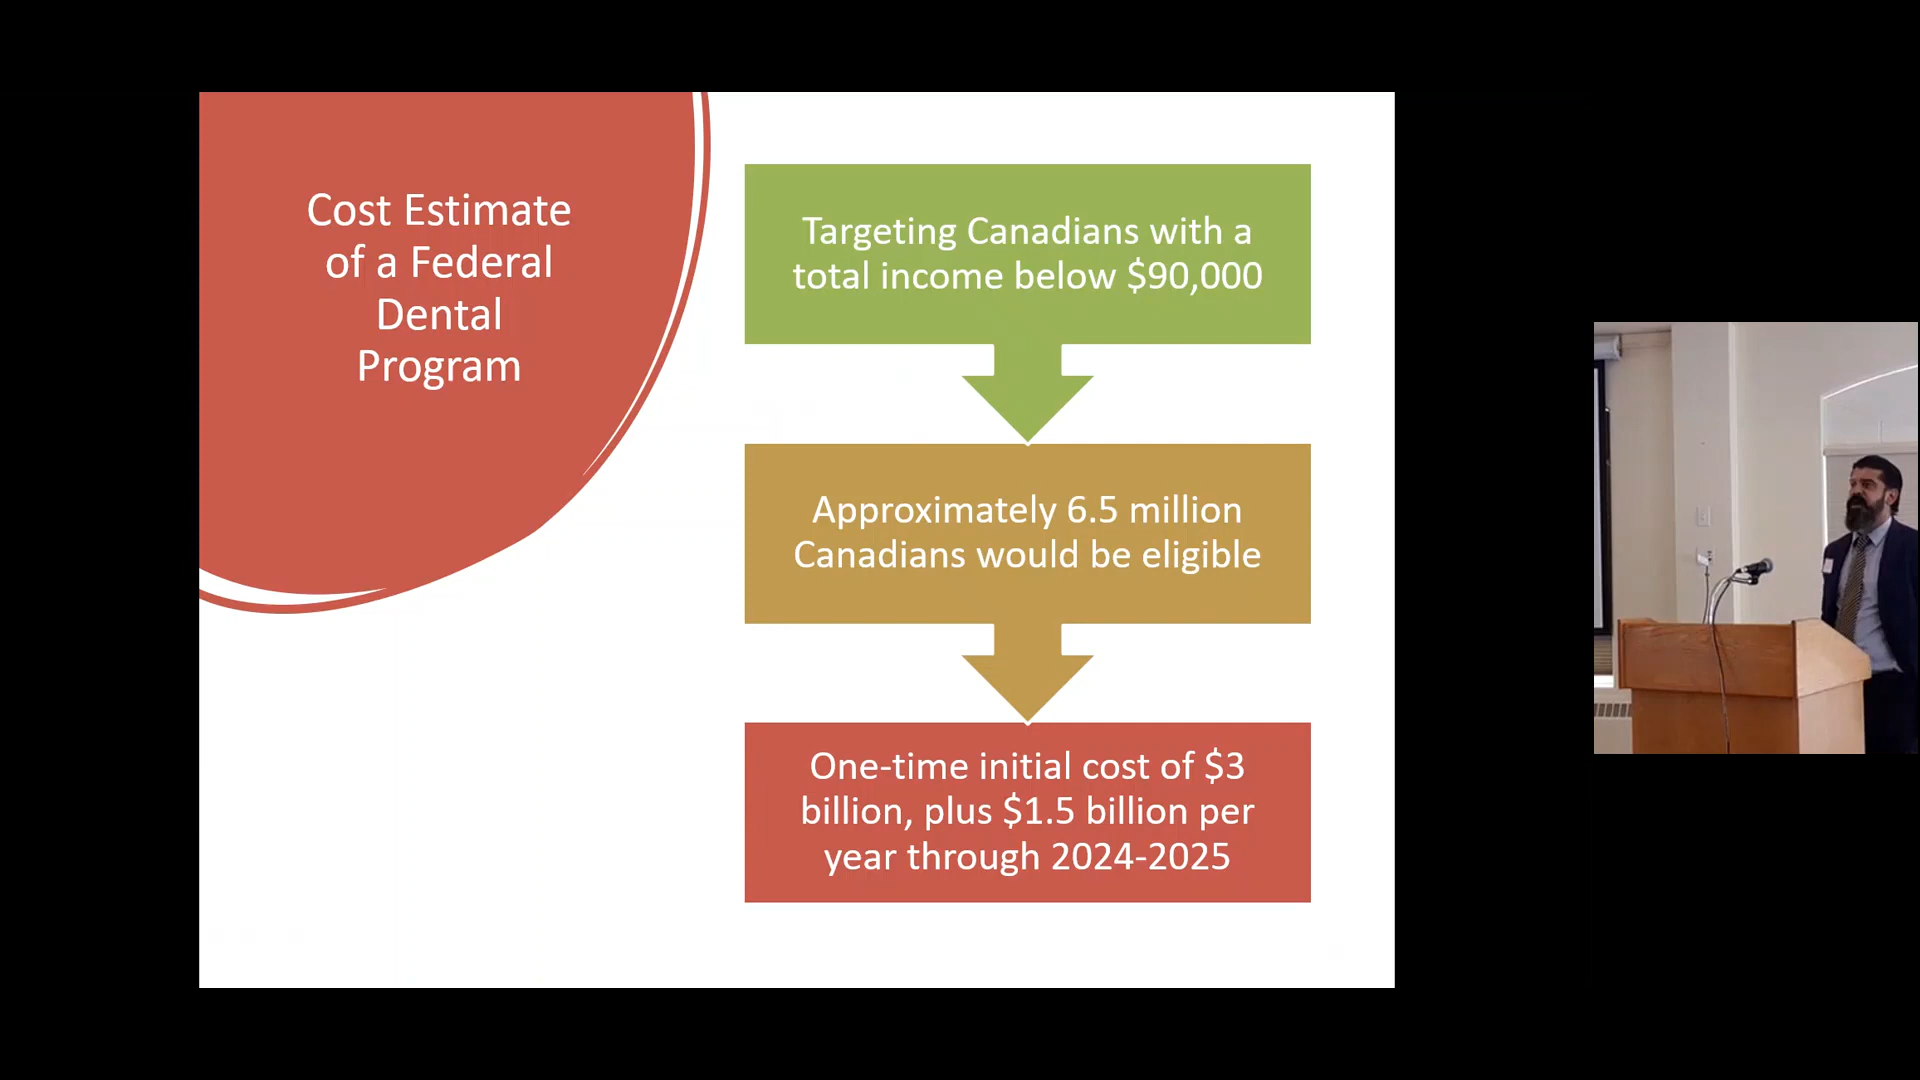 Cost Estimate
of a Federal
Dental
Program
Targeting Canadians with a
total income below $90,000
Approximately 6.5 million
Canadians would be eligible
One-time initial cost of $3
billion, plus $1.5 billion per
year through 2024-2025